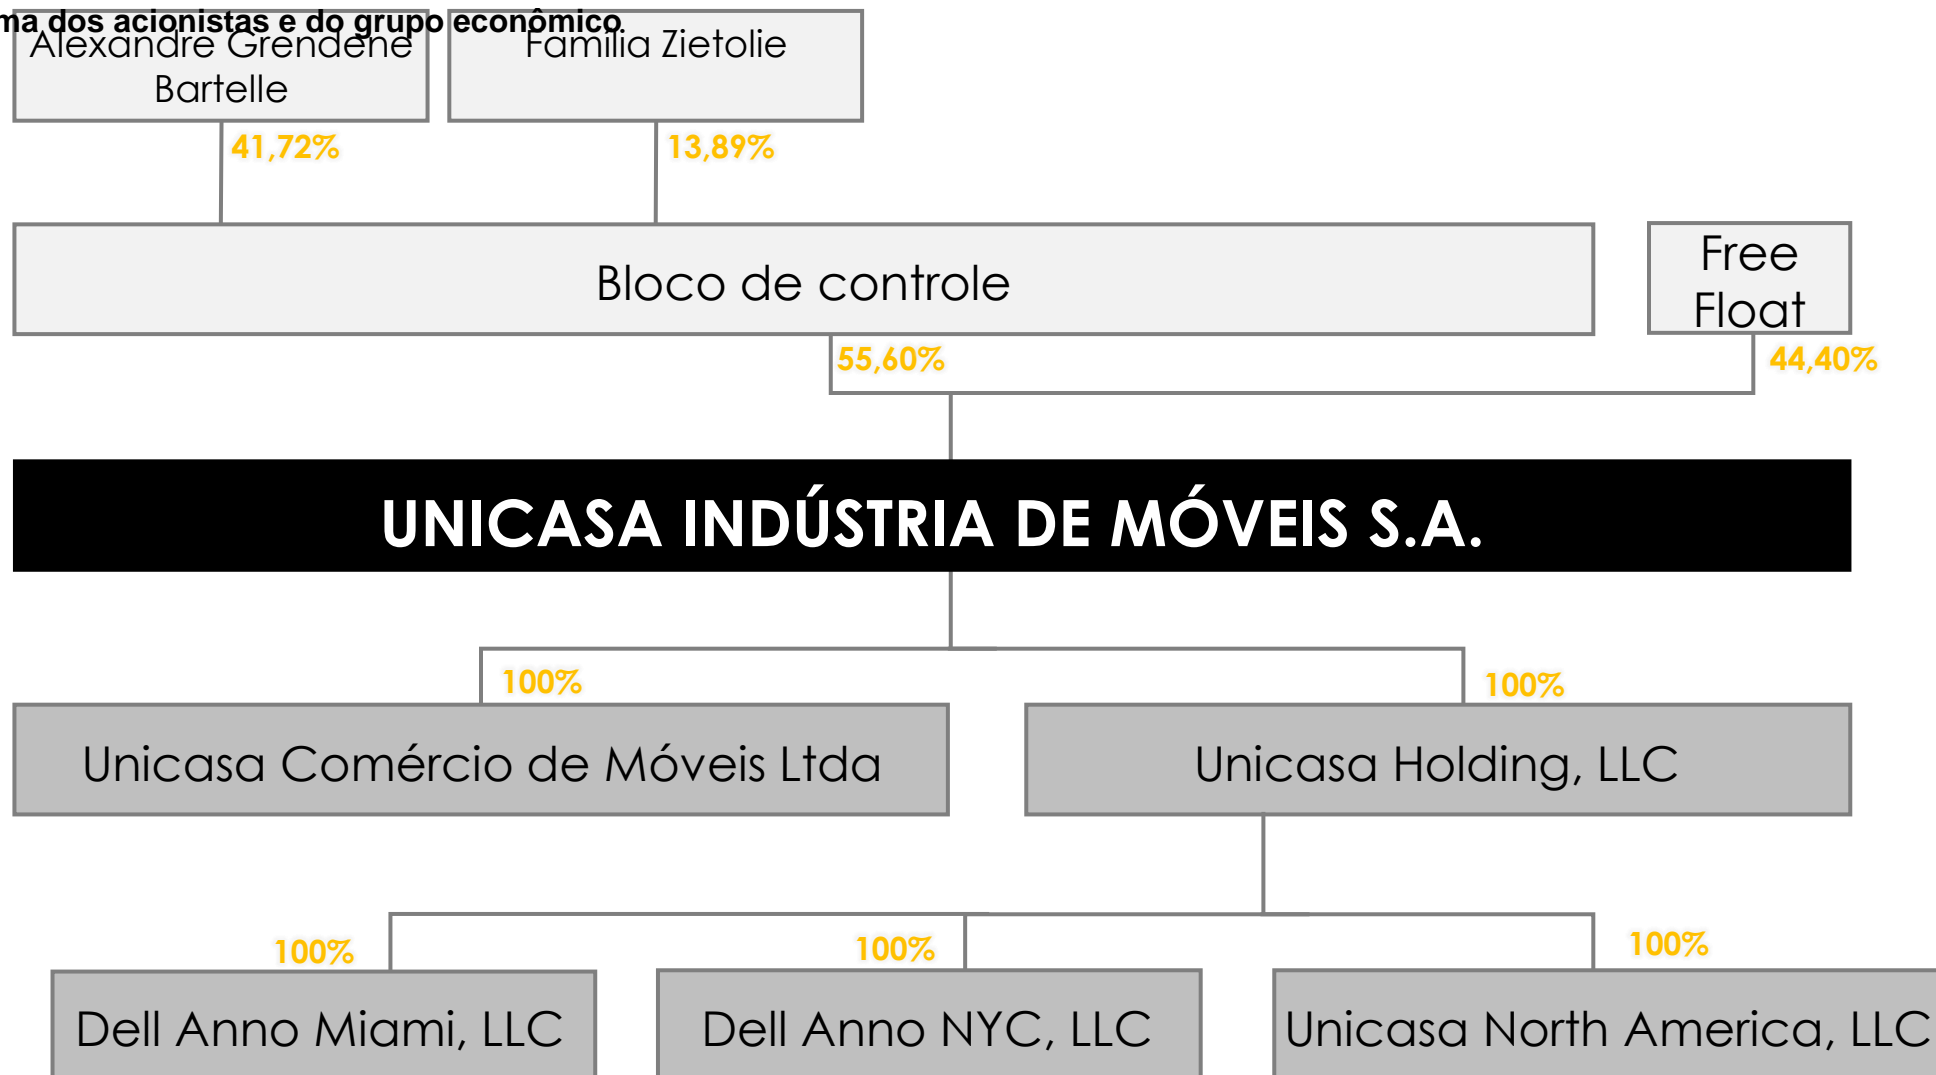 dos acionistas e do grupo econômico
Alexandre Grendene
Bartelle
Família Zietolie
41,72%
13,89%
Bloco de controle
Free
Float
55,60%
44,40%
UNICASA INDÚSTRIA DE MÓVEIS S.A.
100%
100%
Unicasa Comércio de Móveis Ltda
Unicasa Holding, LLC
100%
100%
100%
Dell Anno Miami, LLC
Dell Anno NYC, LLC
Unicasa North America, LLC